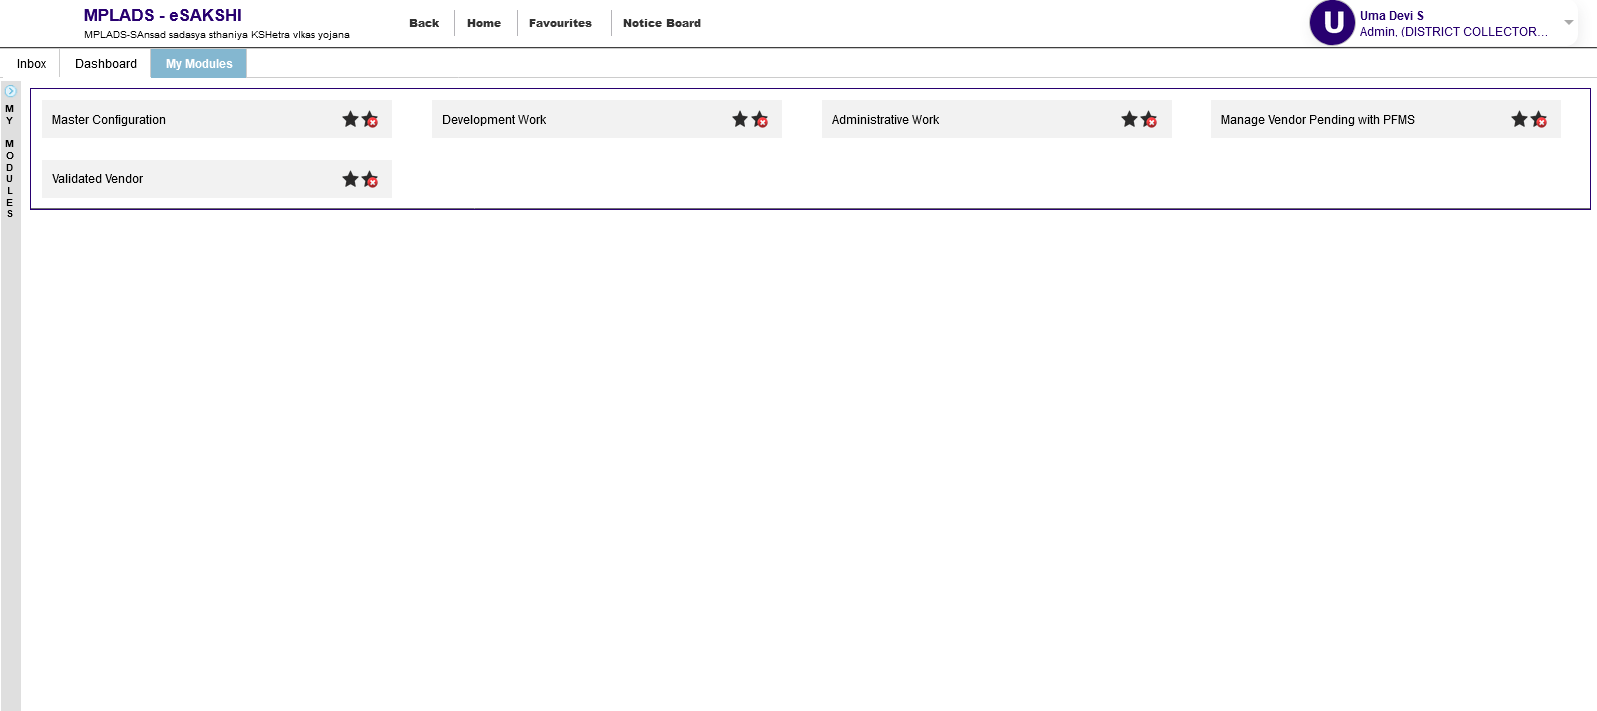 MPLADS - eSAKSHI
MPLADS-SAnsad sadasya sthaniya KSHetra vIkas yojana
Back
Home
Favourites
Notice Board
U
Uma Devi S
Admin, (DISTRICT COLLECTOR...
Inbox
Dashboard
My Modules
MY MODULES
Master Configuration
Development Work
Administrative Work
Manage Vendor Pending with PFMS
Validated Vendor